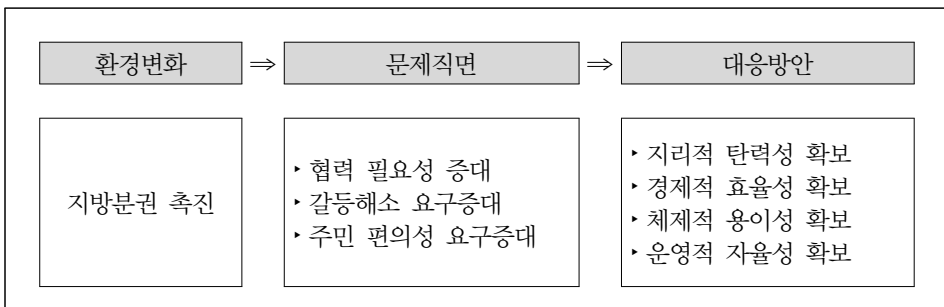 환경변화 ⇒ 문제직면 ⇒ 대응방안
지방분권 촉진
‣ 협력 필요성 증대
‣ 갈등해소 요구증대
‣ 주민 편의성 요구증대
‣ 지리적 탄력성 확보
‣ 경제적 효율성 확보
‣ 체제적 용이성 확보
‣ 운영적 자율성 확보